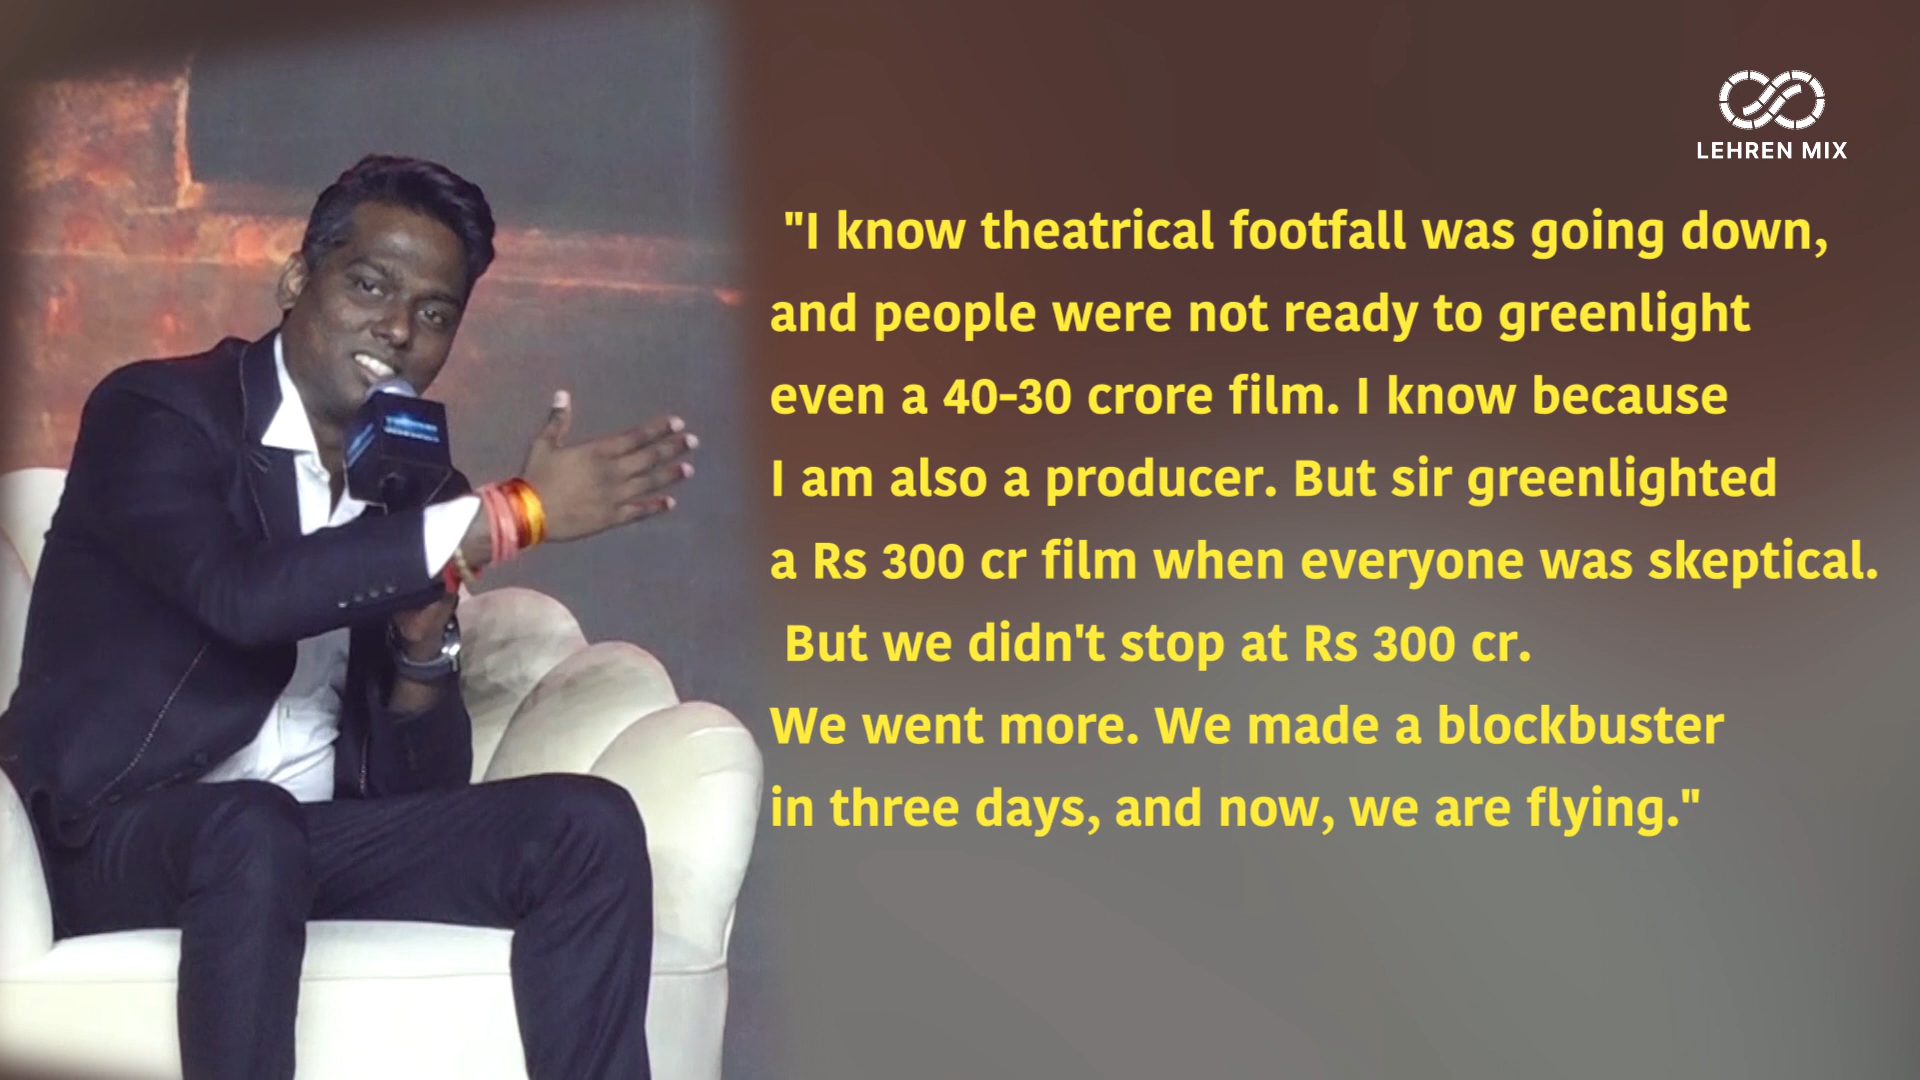 LEHREN MIX
"I know theatrical footfall was going down,
and people were not ready to greenlight
even a 40-30 crore film. I know because
I am also a producer. But sir greenlighted
a Rs 300 cr film when everyone was skeptical.
But we didn't stop at Rs 300 cr.
We went more. We made a blockbuster
in three days, and now, we are flying."